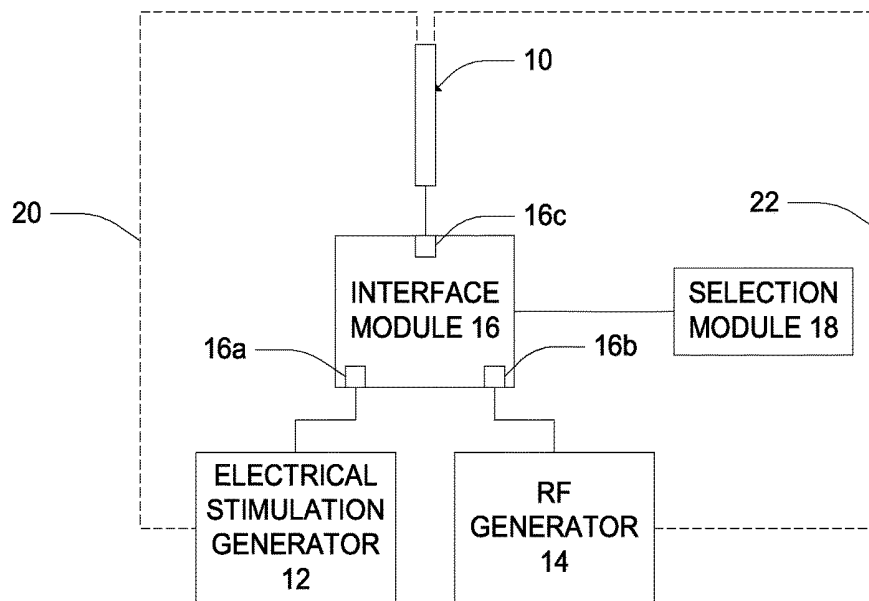 10
20
16c
22
INTERFACE
MODULE 16
SELECTION
MODULE 18
16a
16b
ELECTRICAL
STIMULATION
GENERATOR
12
RF
GENERATOR
14